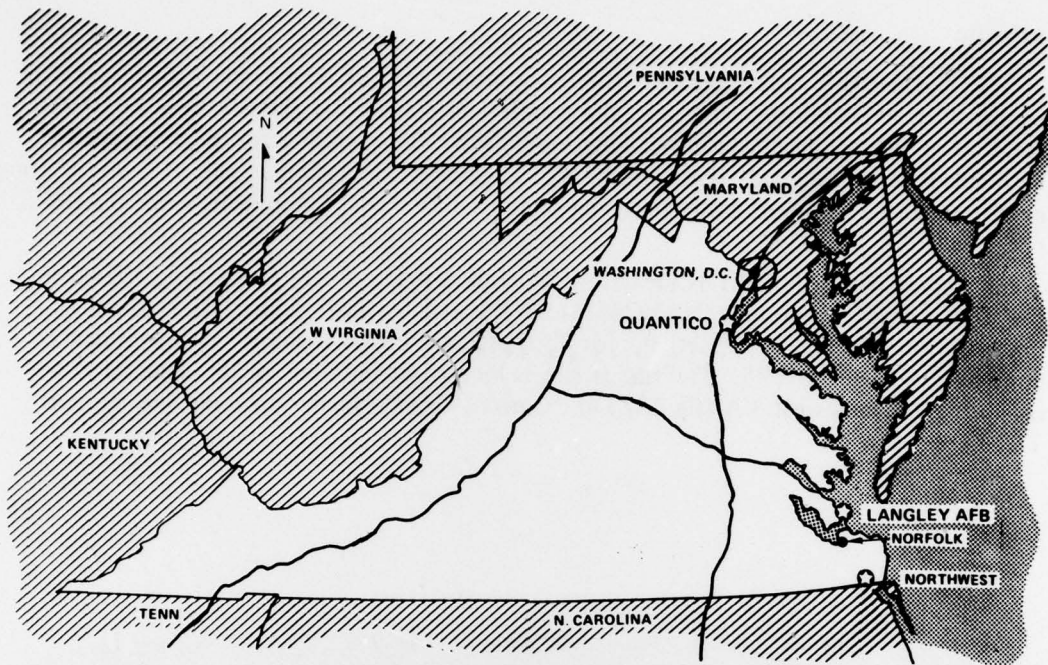 PENNSYLVANIA
N
MARYLAND
WASHINGTON, D.C.
QUANTICO
W VIRGINIA
KENTUCKY
LANGLEY AFB
NORFOLK
NORTHWEST
TENN
N. CAROLINA